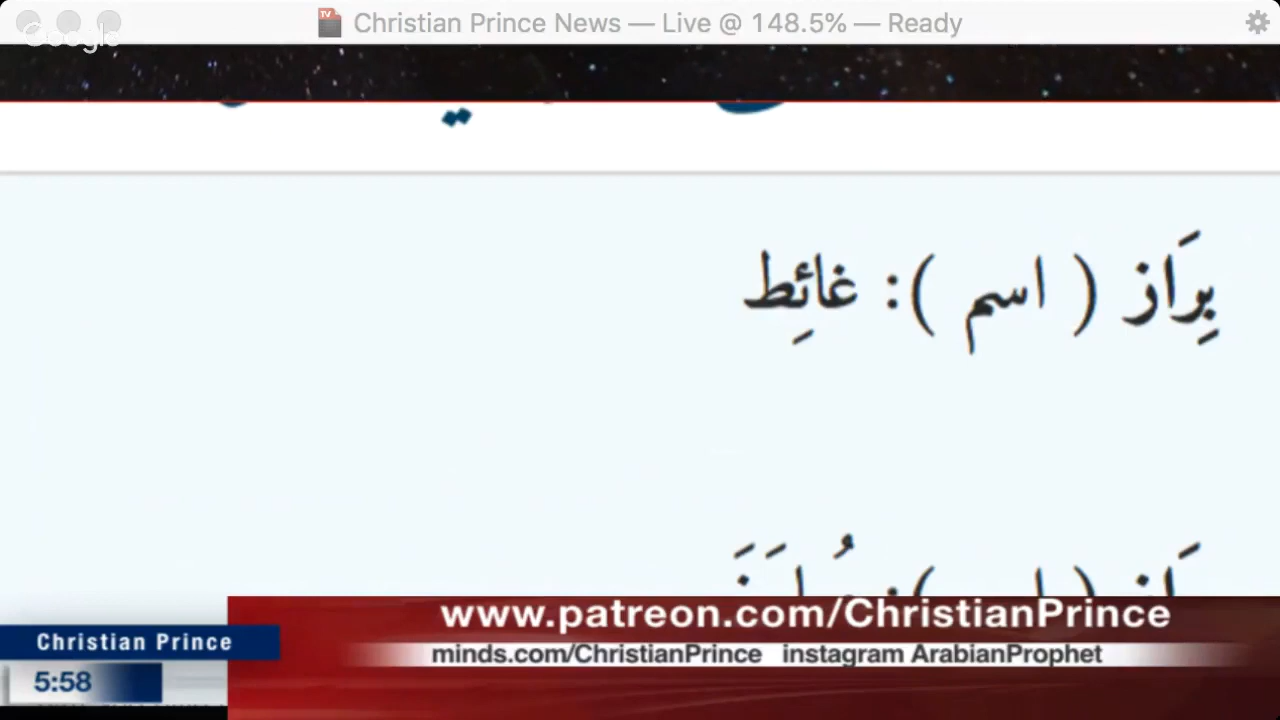 Christian Prince News — Live @ 148.5% — Ready
Google
بِرَاز ( اسم ): غائِط
www.patreon.com/ChristianPrince
Christian Prince
minds.com/ChristianPrince instagram ArabianProphet
5:58